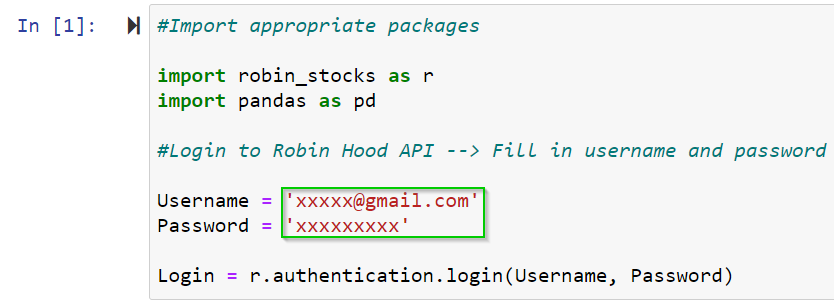 In [1]:
#Import appropriate packages
import robin_stocks as r
import pandas as pd
#Login to Robin Hood API --> Fill in username and password
Username = 'xxxxx@gmail.com'
Password = 'xxxxxxxxx'
Login = r.authentication.login(Username, Password)